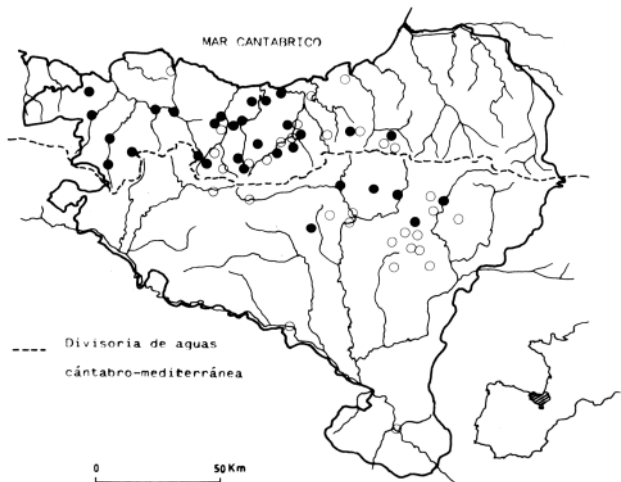 MAR CANTABRICO
Divisoria de aguas
cántabro-mediterránea
0 50 Km